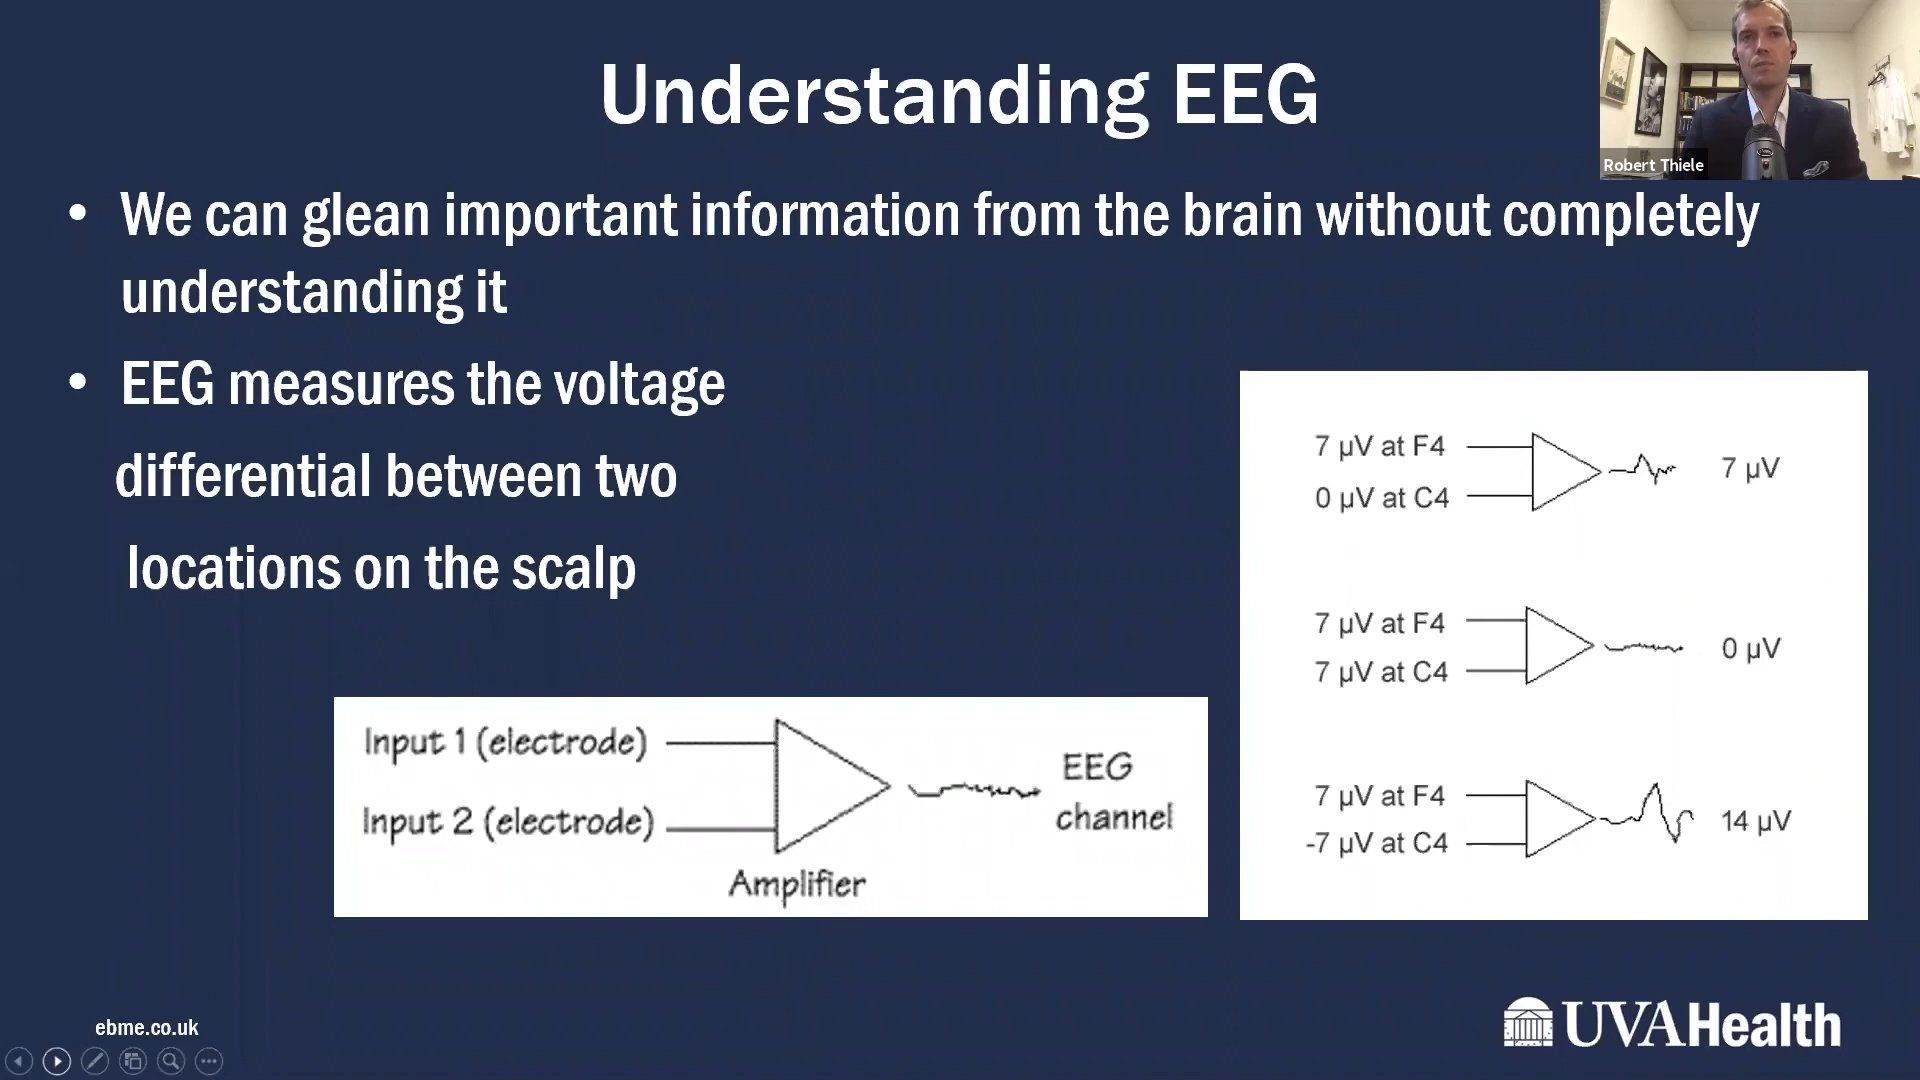 Understanding EEG
Robert Thiele
• We can glean important information from the brain without completely
understanding it
• EEG measures the voltage
differential between two
locations on the scalp
7 µV at F4
0 µV at C4
7 µV
7 µV at F4
7 µV at C4
0 µV
7 µV at F4
-7 µV at C4
14 µV
Input 1 (electrode)
Input 2 (electrode)
Amplifier
EEG
channel
ebme.co.uk
UVAHealth